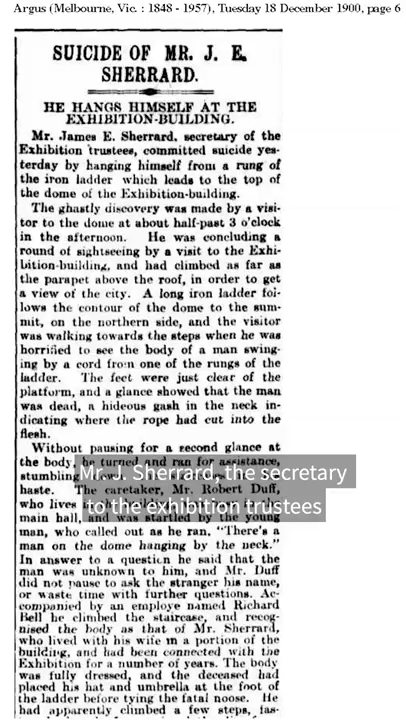 Argus (Melbourne, Vic. : 1848 - 1957), Tuesday 18 December 1900, page 6
SUICIDE OF MR. J. E.
SHERRARD.
HE HANGS HIMSELF AT THE
EXHIBITION-BUILDING.
Mr. James E. Sherrard, secretary of the
Exhibition trustees, committed suicide yes-
terday by hanging himself from a rung of
the iron ladder which leads to the top of
the dome of the Exhibition-building.
The ghastly discovery was made by a visi-
tor to the dome at about half-past 3 o'clock
in the afternoon. He was concluding a
round of sightseeing by a visit to the Exhi-
bition-building, and had climbed as far as
the parapet above the roof, in order to get
a view of the city. A long iron ladder fol-
lows the contour of the dome to the sum-
mit, on the northern side, and the visitor
was walking towards the steps when he was
horrified to see the body of a man swing-
ing by a cord from one of the rungs of the
ladder. The feet were just clear of the
platform, and a glance showed that the man
was dead, a hideous gash in the neck in-
dicating where the rope had cut into the
flesh.
Without pausing for a second glance at
the body, he turned and ran for assistance,
stumbling
Mr. J. Sherrard, the secretary
haste. The caretaker, Mr. Robert Duff,
who lives
to the exhibition trustees
main hall, and was startled by the young
man, who called out as he ran. "There's a
man on the dome hanging by the neck."
In answer to a question he said that the
man was unknown to him, and Mr. Duff
did not pause to ask the stranger his name,
or waste time with further questions. Ac-
companied by an employe named Richard
Bell he climbed the staircase, and recog-
nised the body as that of Mr. Sherrard,
who lived with his wife in a portion of the
building, and had been connected with the
Exhibition for a number of years. The body
was fully dressed, and the deceased had
placed his hat and umbrella at the foot of
the ladder before tying the fatal noose. He
had apparently climbed a few steps, fas-